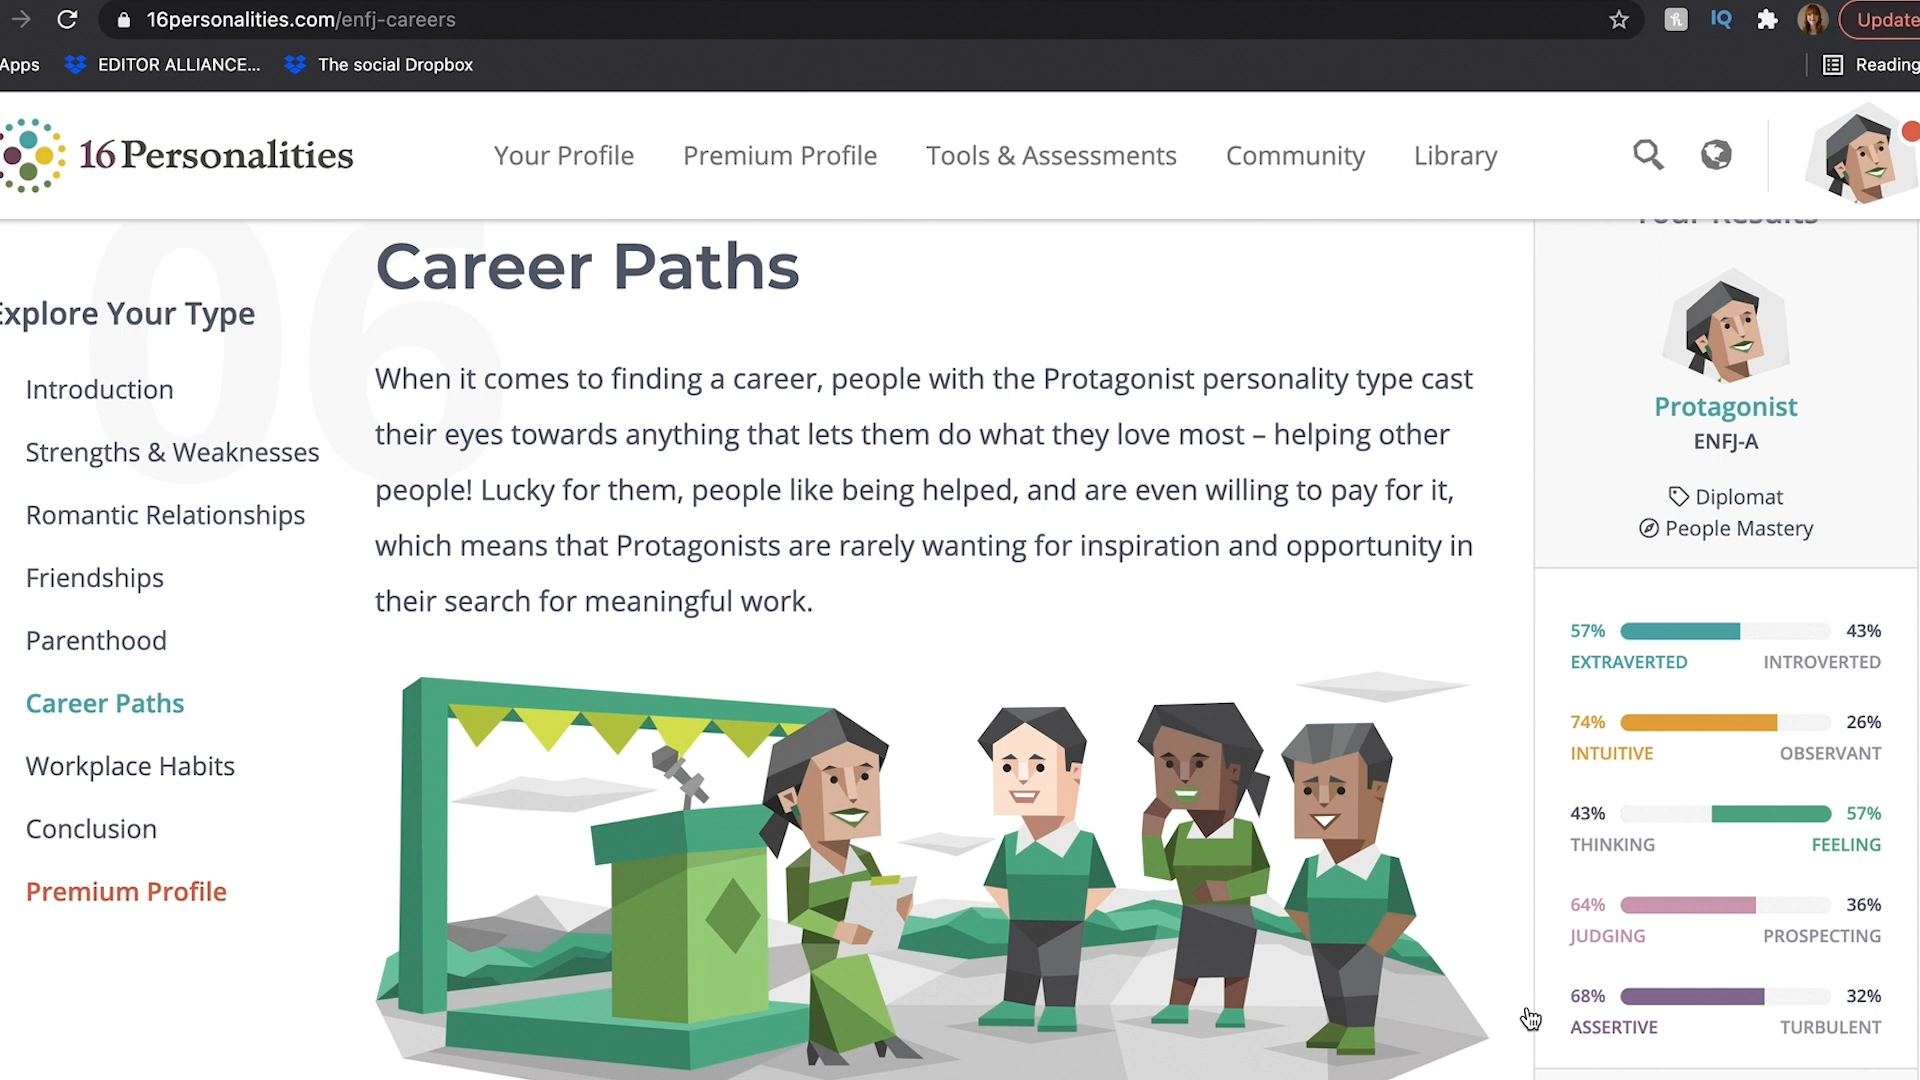 16personalities.com/enfj-careers
Update
Apps
EDITOR ALLIANCE...
The social Dropbox
Reading
16Personalities
Your Profile
Premium Profile
Tools & Assessments
Community
Library
06
Career Paths
Explore Your Type
Introduction
Strengths & Weaknesses
Romantic Relationships
Friendships
Parenthood
Career Paths
Workplace Habits
Conclusion
Premium Profile
When it comes to finding a career, people with the Protagonist personality type cast
their eyes towards anything that lets them do what they love most – helping other
people! Lucky for them, people like being helped, and are even willing to pay for it,
which means that Protagonists are rarely wanting for inspiration and opportunity in
their search for meaningful work.
Your Results
Protagonist
ENFJ-A
Diplomat
People Mastery
57% 43%
EXTRAVERTED INTROVERTED
74% 26%
INTUITIVE OBSERVANT
43% 57%
THINKING FEELING
64% 36%
JUDGING PROSPECTING
68% 32%
ASSERTIVE TURBULENT